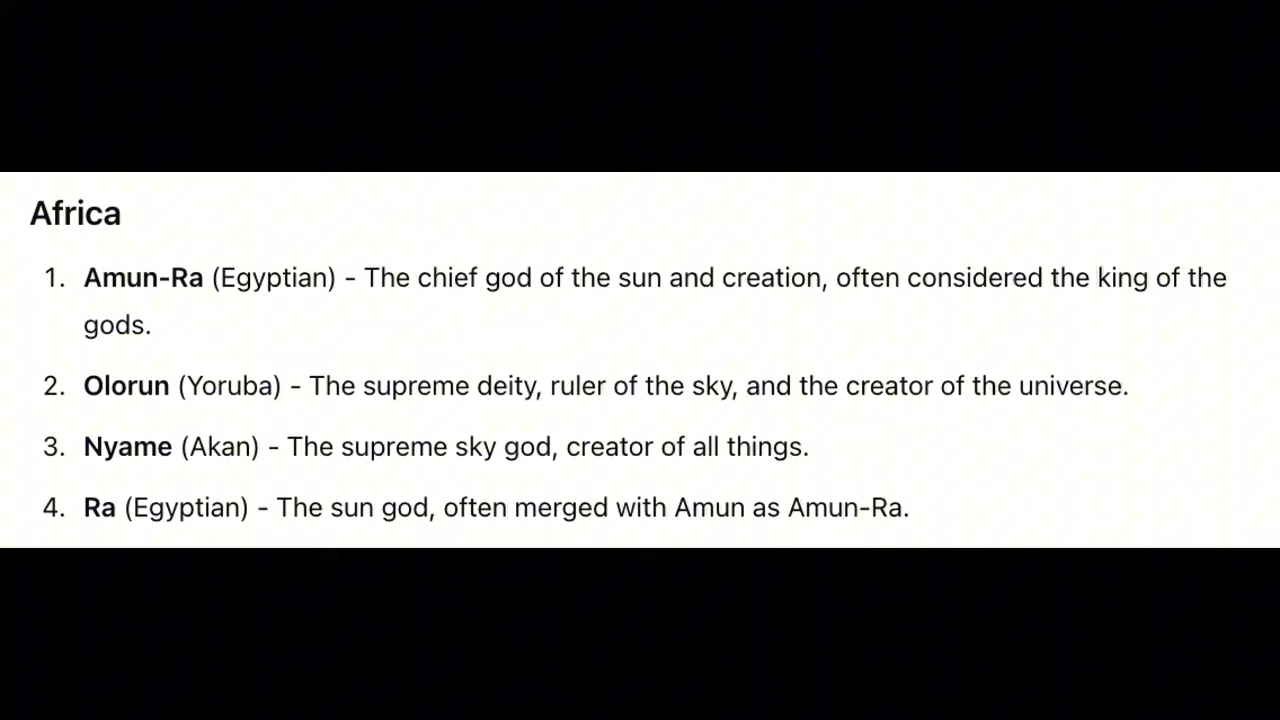 Africa
1. Amun-Ra (Egyptian) - The chief god of the sun and creation, often considered the king of the
gods.
2. Olorun (Yoruba) - The supreme deity, ruler of the sky, and the creator of the universe.
3. Nyame (Akan) - The supreme sky god, creator of all things.
4. Ra (Egyptian) - The sun god, often merged with Amun as Amun-Ra.